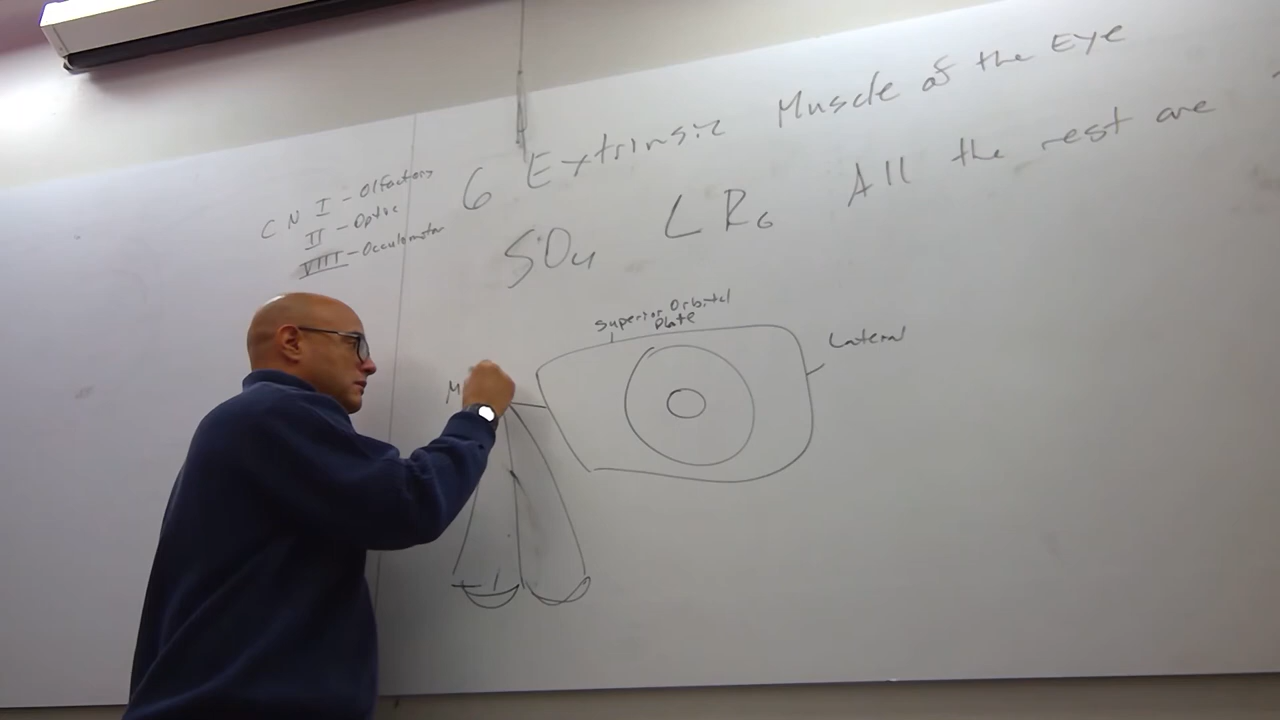 6 Extrinsic Muscle of the Eye
SO4 LR6 All the rest are
CN I - Olfactory
II - Optic
VIII - Occulomotor
Superior Orbital
Plate
Lateral
M